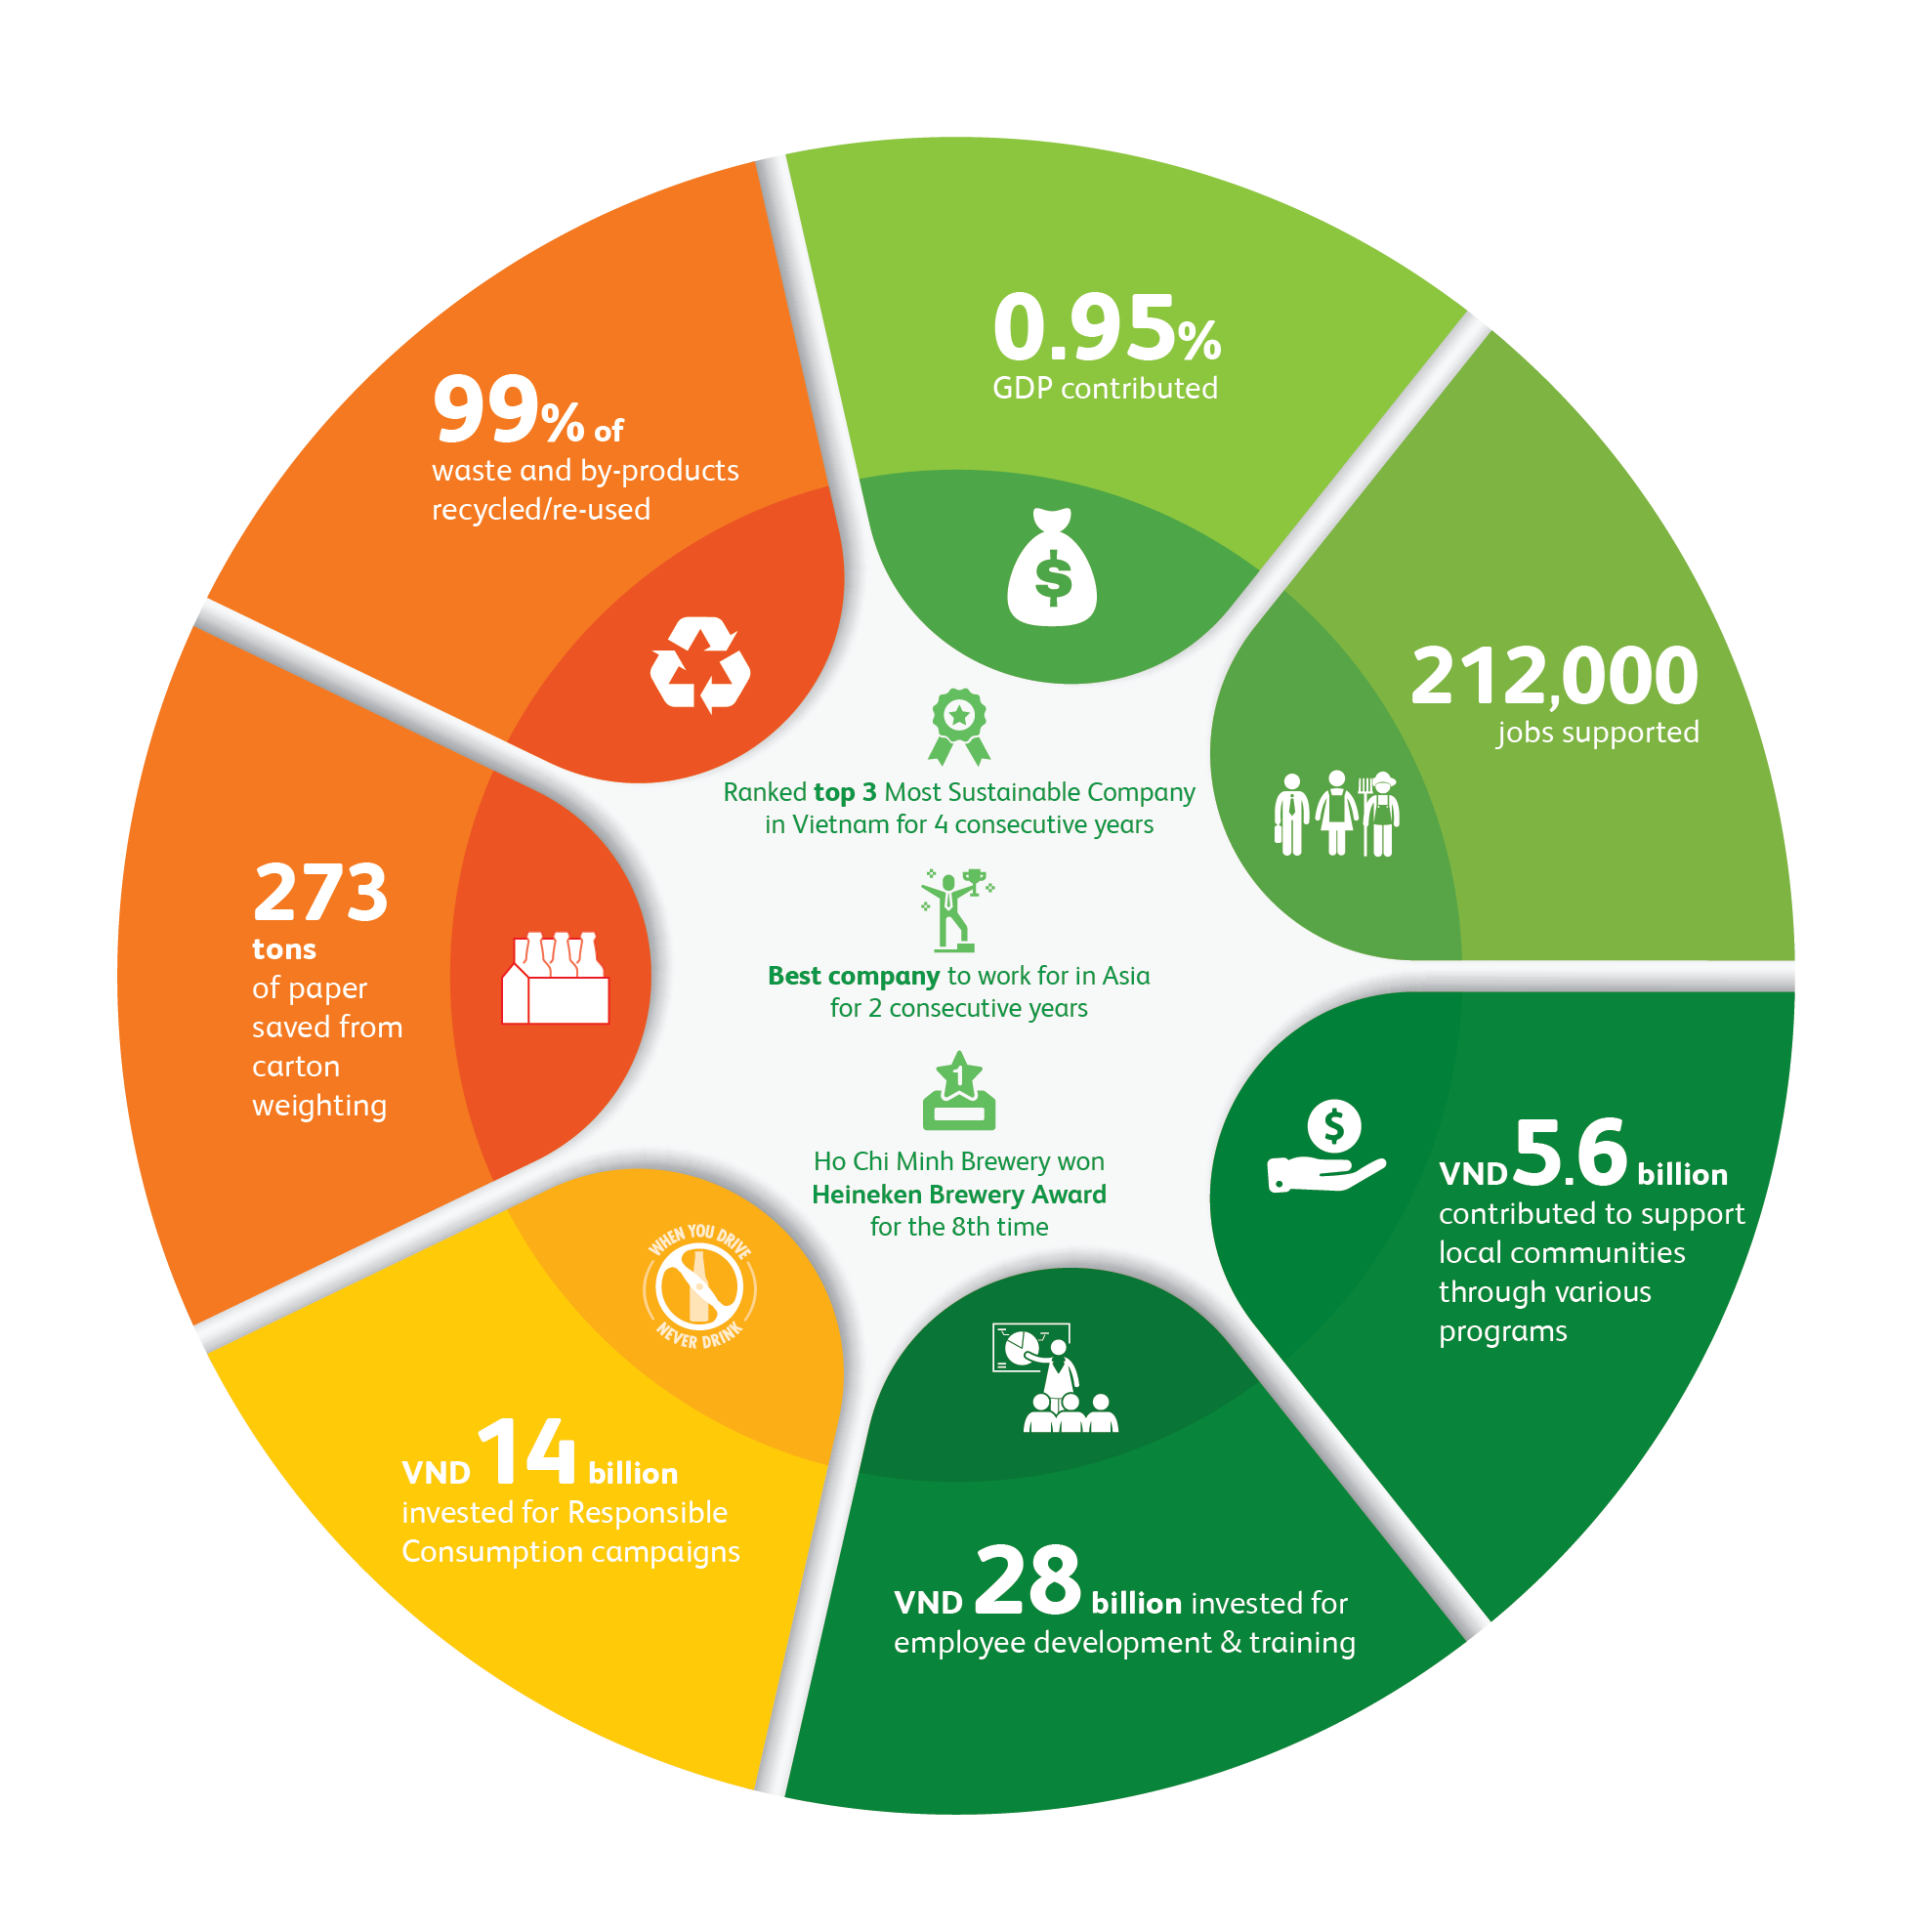 0.95%
GDP contributed
212,000
jobs supported
VND 5.6 billion
contributed to support
local communities
through various
programs
VND 28 billion invested for
employee development & training
WHEN YOU DRIVE
NEVER DRINK
VND 14 billion
invested for Responsible
Consumption campaigns
273
tons
of paper
saved from
carton
weighting
99% of
waste and by-products
recycled/re-used
$
$
Ranked top 3 Most Sustainable Company
in Vietnam for 4 consecutive years
Best company to work for in Asia
for 2 consecutive years
1
Ho Chi Minh Brewery won
Heineken Brewery Award
for the 8th time